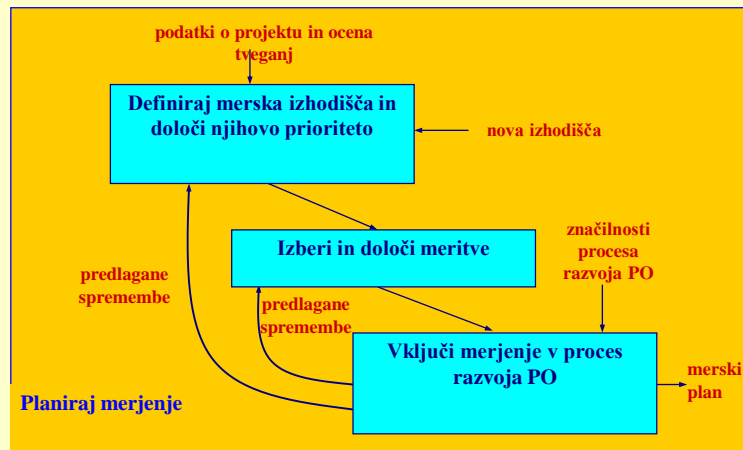 podatki o projektu in ocena
tveganj
Definiraj merska izhodišča in
določi njihovo prioriteto
nova izhodišča
Izberi in določi meritve
značilnosti
procesa
razvoja PO
predlagane
spremembe
predlagane
spremembe
Vključi merjenje v proces
razvoja PO
merski
plan
Planiraj merjenje